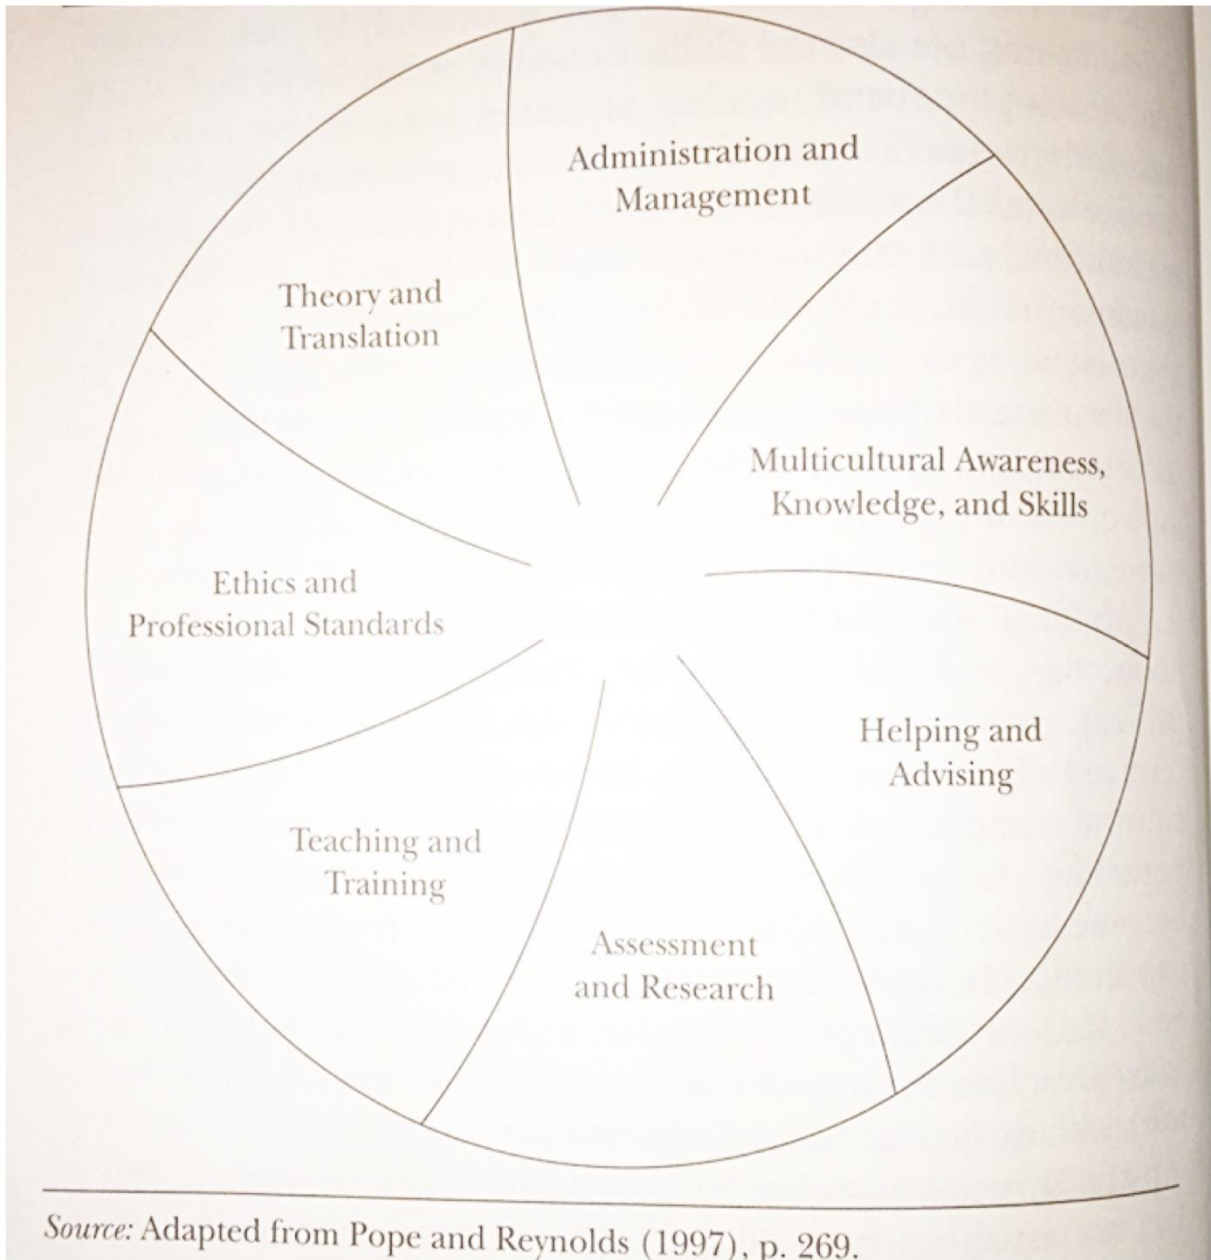 Administration and
Management
Theory and
Translation
Multicultural Awareness,
Knowledge, and Skills
Ethics and
Professional Standards
Helping and
Advising
Teaching and
Training
Assessment
and Research
Source: Adapted from Pope and Reynolds (1997), p. 269.